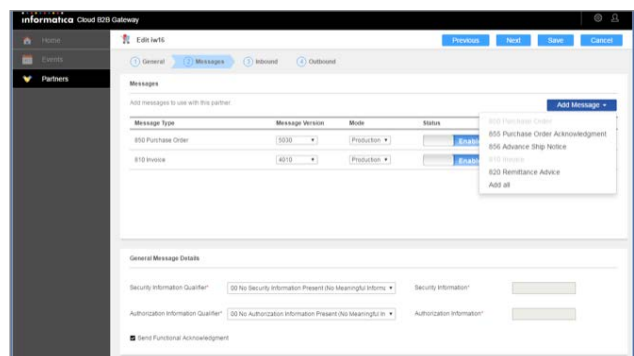 informatica Cloud B2B
Gateway
Home
Events
Partners
Edit iw16
Previous
Next
Save
Cancel
1 General
2 Messages
3 Inbound
4 Outbound
Messages
Add messages to use with this partner.
Add Message
Message Type
Message Version
Mode
Status
850 Purchase Order
5030
Production
810 Invoice
4010
Production
850 Purchase Order
855 Purchase Order Acknowledgment
856 Advance Ship Notice
810 Invoice
820 Remittance Advice
Add all
General Message Details
Security Information Qualifier*
00 No Security Information Present (No Meaningful Informa
Security Information*
Authorization Information Qualifier*
00 No Authorization Information Present (No Meaningful In
Authorization Information*
Send Functional Acknowledgment